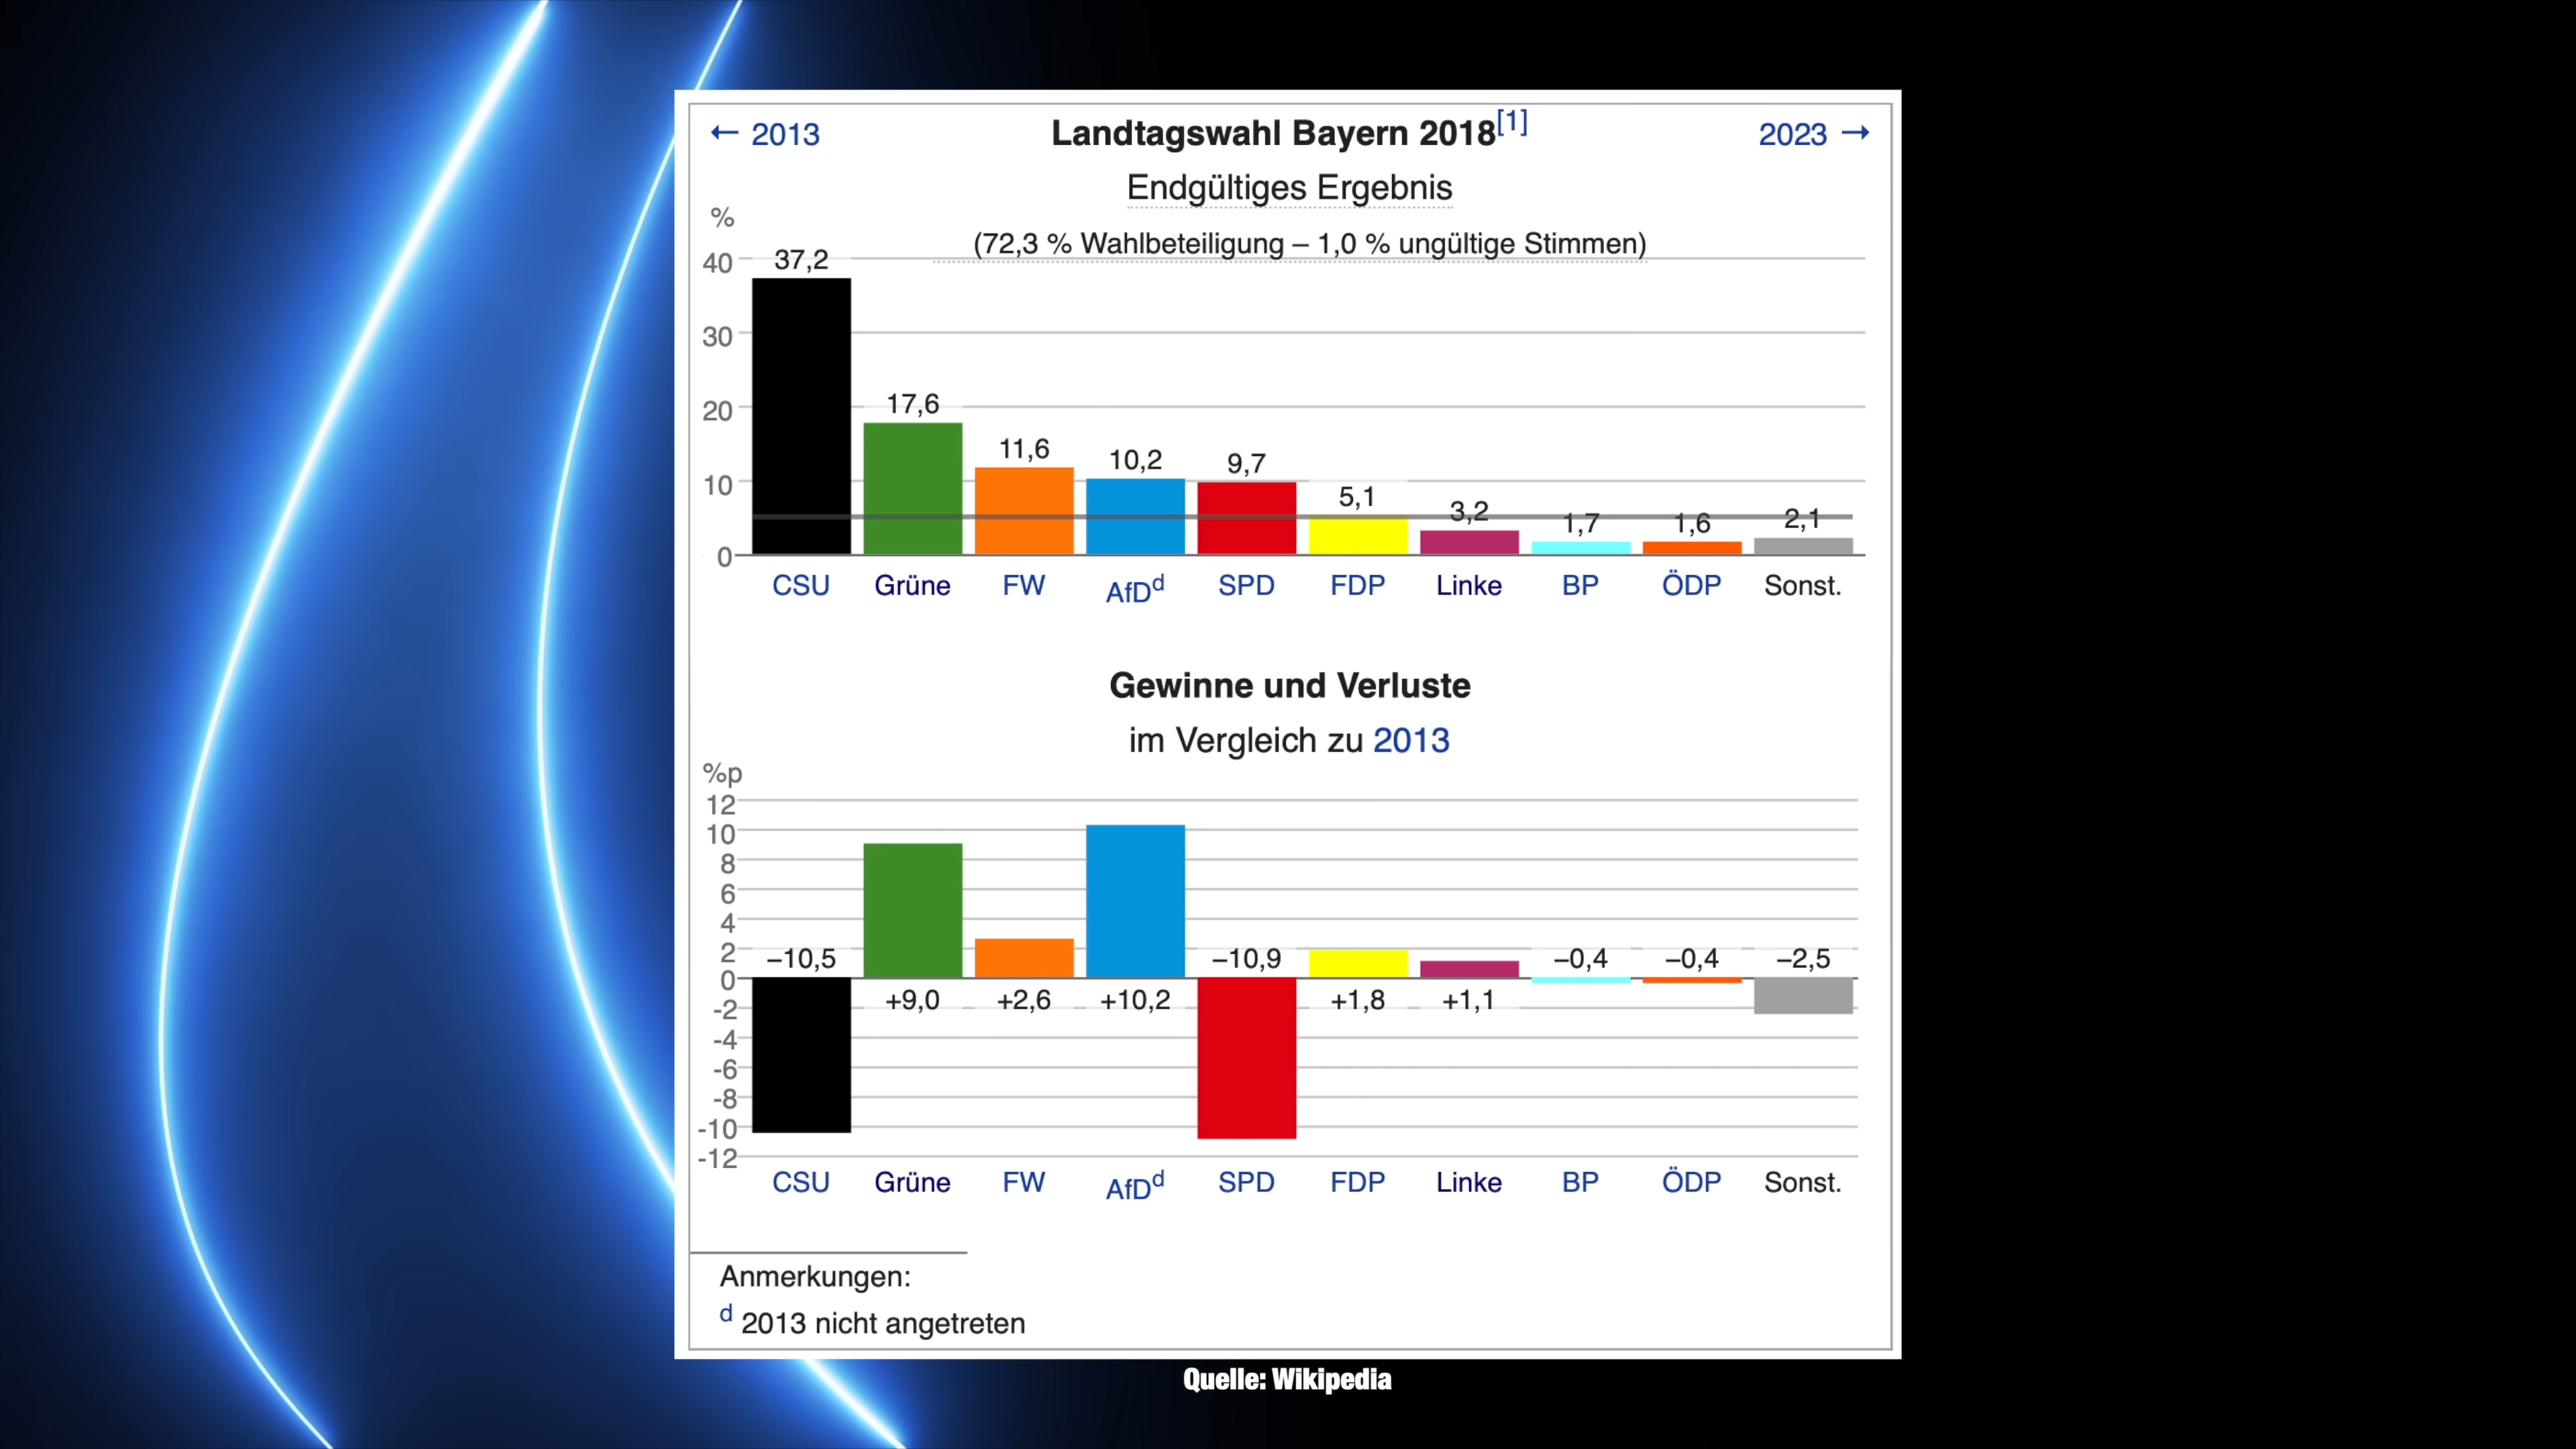 ← 2013 Landtagswahl Bayern 2018[1] 2023 →
Endgültiges Ergebnis
(72,3 % Wahlbeteiligung – 1,0 % ungültige Stimmen)
%
40
30
20
10
0
37,2 17,6 11,6 10,2 9,7 5,1 3,2 1,7 1,6 2,1
CSU Grüne FW AfDd SPD FDP Linke BP ÖDP Sonst.
Gewinne und Verluste
im Vergleich zu 2013
%p
12
10
8
6
4
2
0
-2
-4
-6
-8
-10
-12
–10,5 +9,0 +2,6 +10,2 –10,9 +1,8 +1,1 –0,4 –0,4 –2,5
CSU Grüne FW AfDd SPD FDP Linke BP ÖDP Sonst.
Anmerkungen:
d 2013 nicht angetreten
Quelle: Wikipedia